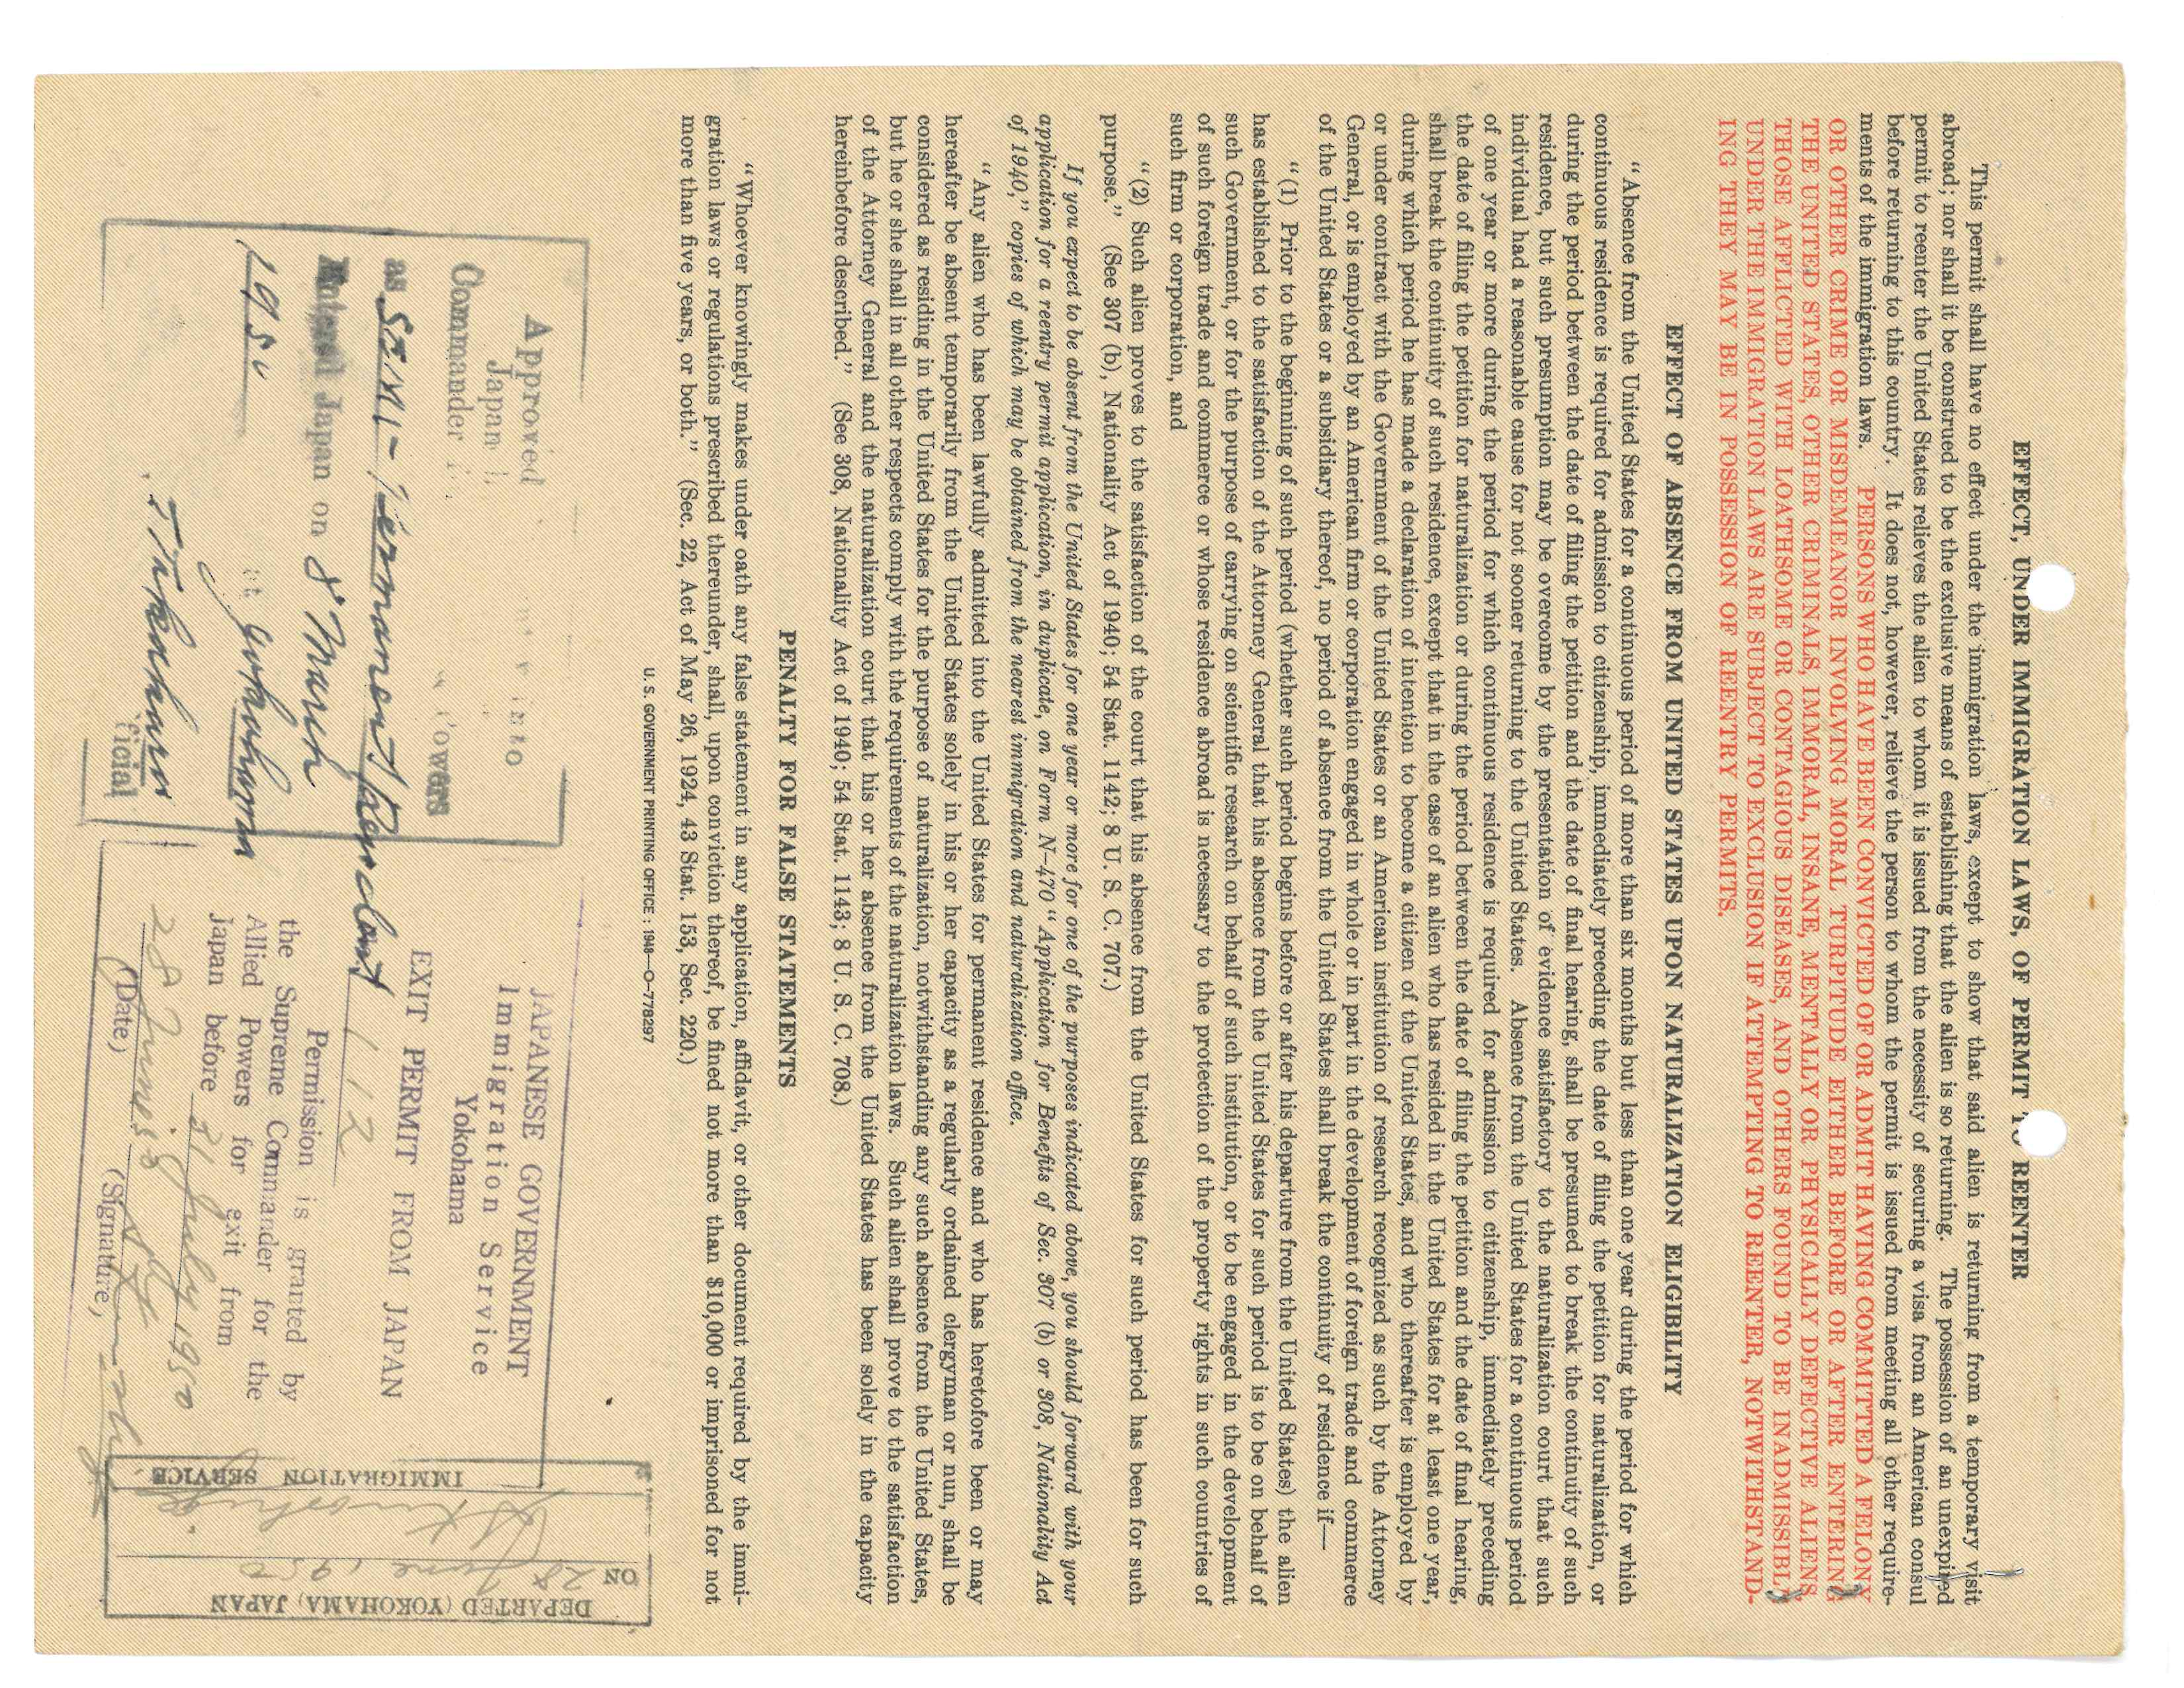 EFFECT, UNDER IMMIGRATION LAWS, OF PERMIT TO REENTER
This permit shall have no effect under the immigration laws, except to show that said alien is returning from a temporary visit
abroad; nor shall it be construed to be the exclusive means of establishing that the alien is so returning. The possession of an unexpired
permit to reenter the United States relieves the alien to whom it is issued from the necessity of securing a visa from an American consul
before returning to this country. It does not, however, relieve the person to whom the permit is issued from meeting all other require-
ments of the immigration laws. PERSONS WHO HAVE BEEN CONVICTED OF OR ADMIT HAVING COMMITTED A FELONY
OR OTHER CRIME OR MISDEMEANOR INVOLVING MORAL TURPITUDE EITHER BEFORE OR AFTER ENTERING
THE UNITED STATES, OTHER CRIMINALS, IMMORAL, INSANE, MENTALLY OR PHYSICALLY DEFECTIVE ALIENS,
THOSE AFFLICTED WITH LOATHSOME OR CONTAGIOUS DISEASES, AND OTHERS FOUND TO BE INADMISSIBLE
UNDER THE IMMIGRATION LAWS ARE SUBJECT TO EXCLUSION IF ATTEMPTING TO REENTER, NOTWITHSTAND-
ING THEY MAY BE IN POSSESSION OF REENTRY PERMITS.
EFFECT OF ABSENCE FROM UNITED STATES UPON NATURALIZATION ELIGIBILITY
“Absence from the United States for a continuous period of more than six months but less than one year during the period for which
continuous residence is required for admission to citizenship, immediately preceding the date of filing the petition for naturalization, or
during the period between the date of filing the petition and the date of final hearing, shall be presumed to break the continuity of such
residence, but such presumption may be overcome by the presentation of evidence satisfactory to the naturalization court that such
individual had a reasonable cause for not sooner returning to the United States. Absence from the United States for a continuous period
of one year or more during the period for which continuous residence is required for admission to citizenship, immediately preceding
the date of filing the petition for naturalization or during the period between the date of filing the petition and the date of final hearing,
shall break the continuity of such residence, except that in the case of an alien who has resided in the United States for at least one year,
during which period he has made a declaration of intention to become a citizen of the United States, and who thereafter is employed by
or under contract with the Government of the United States or an American institution of research recognized as such by the Attorney
General, or is employed by an American firm or corporation engaged in whole or in part in the development of foreign trade and commerce
of the United States or a subsidiary thereof, no period of absence from the United States shall break the continuity of residence if—
“(1) Prior to the beginning of such period (whether such period begins before or after his departure from the United States) the alien
has established to the satisfaction of the Attorney General that his absence from the United States for such period is to be on behalf of
such Government, or for the purpose of carrying on scientific research on behalf of such institution, or to be engaged in the development
of such foreign trade and commerce or whose residence abroad is necessary to the protection of the property rights in such countries of
such firm or corporation, and
“(2) Such alien proves to the satisfaction of the court that his absence from the United States for such period has been for such
purpose.” (See 307 (b), Nationality Act of 1940; 54 Stat. 1142; 8 U. S. C. 707.)
If you expect to be absent from the United States for one year or more for one of the purposes indicated above, you should forward with your
application for a reentry permit application, in duplicate, on Form N–470 “Application for Benefits of Sec. 307 (b) or 308, Nationality Act
of 1940,” copies of which may be obtained from the nearest immigration and naturalization office.
“Any alien who has been lawfully admitted into the United States for permanent residence and who has heretofore been or may
hereafter be absent temporarily from the United States solely in his or her capacity as a regularly ordained clergyman or nun, shall be
considered as residing in the United States for the purpose of naturalization, notwithstanding any such absence from the United States,
but he or she shall in all other respects comply with the requirements of the naturalization laws. Such alien shall prove to the satisfaction
of the Attorney General and the naturalization court that his or her absence from the United States has been solely in the capacity
hereinbefore described.” (See 308, Nationality Act of 1940; 54 Stat. 1143; 8 U. S. C. 708.)
PENALTY FOR FALSE STATEMENTS
“Whoever knowingly makes under oath any false statement in any application, affidavit, or other document required by the immi-
gration laws or regulations prescribed thereunder, shall, upon conviction thereof, be fined not more than $10,000 or imprisoned for not
more than five years, or both.” (Sec. 22, Act of May 26, 1924, 43 Stat. 153, Sec. 220.)
U. S. GOVERNMENT PRINTING OFFICE : 1948—O–778297
Approved into
Japan
Commander Powers
as SEMI-Permanent Resident
Entered Japan on 8 March
1950 at Yokohama
JAPANESE GOVERNMENT
Immigration Service
Yokohama
EXIT PERMIT FROM JAPAN
112
Permission is granted by
the Supreme Commander for the
Allied Powers for exit from
Japan before 31 July 1950
28 June 50
(Date) (Signature)
DEPARTED (YOKOHAMA) JAPAN
ON 28 June 1950
IMMIGRATION SERVICE